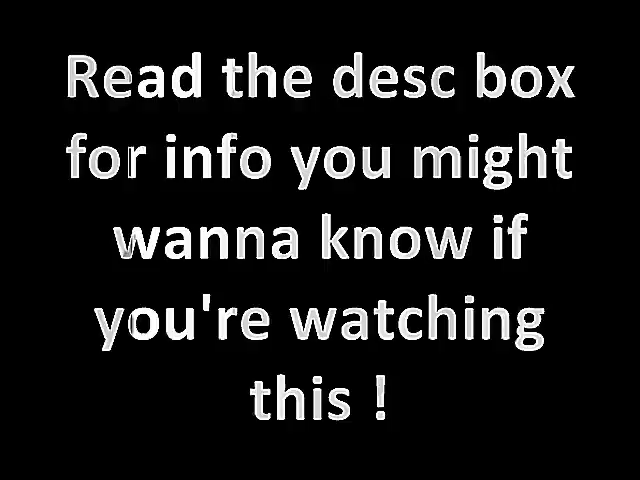 Read the desc box
for info you might
wanna know if
you're watching
this !